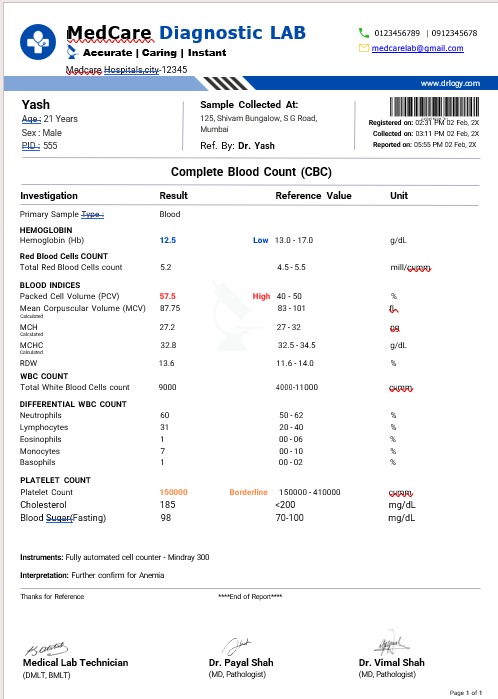 MedCare Diagnostic LAB
Accurate | Caring | Instant
Medcare Hospitals,city-12345
0123456789 | 0912345678
medcarelab@gmail.com
www.drlogy.com
Yash
Age : 21 Years
Sex : Male
PID : 555
Sample Collected At:
125, Shivam Bungalow, S G Road,
Mumbai
Ref. By: Dr. Yash
Registered on: 02:31 PM 02 Feb, 2X
Collected on: 03:11 PM 02 Feb, 2X
Reported on: 05:55 PM 02 Feb, 2X
Complete Blood Count (CBC)
Investigation Result Reference Value Unit
Primary Sample Type : Blood
HEMOGLOBIN
Hemoglobin (Hb) 12.5 Low 13.0 - 17.0 g/dL
Red Blood Cells COUNT
Total Red Blood Cells count 5.2 4.5 - 5.5 mill/cumm
BLOOD INDICES
Packed Cell Volume (PCV) 57.5 High 40 - 50 %
Mean Corpuscular Volume (MCV) 87.75 83 - 101 fL
Calculated
MCH 27.2 27 - 32 pg
Calculated
MCHC 32.8 32.5 - 34.5 g/dL
Calculated
RDW 13.6 11.6 - 14.0 %
WBC COUNT
Total White Blood Cells count 9000 4000-11000 cumm
DIFFERENTIAL WBC COUNT
Neutrophils 60 50 - 62 %
Lymphocytes 31 20 - 40 %
Eosinophils 1 00 - 06 %
Monocytes 7 00 - 10 %
Basophils 1 00 - 02 %
PLATELET COUNT
Platelet Count 150000 Borderline 150000 - 410000 cumm
Cholesterol 185 <200 mg/dL
Blood Sugar(Fasting) 98 70-100 mg/dL
Instruments: Fully automated cell counter - Mindray 300
Interpretation: Further confirm for Anemia
Thanks for Reference ****End of Report****
Medical Lab Technician
(DMLT, BMLT)
Dr. Payal Shah
(MD, Pathologist)
Dr. Vimal Shah
(MD, Pathologist)
Page 1 of 1